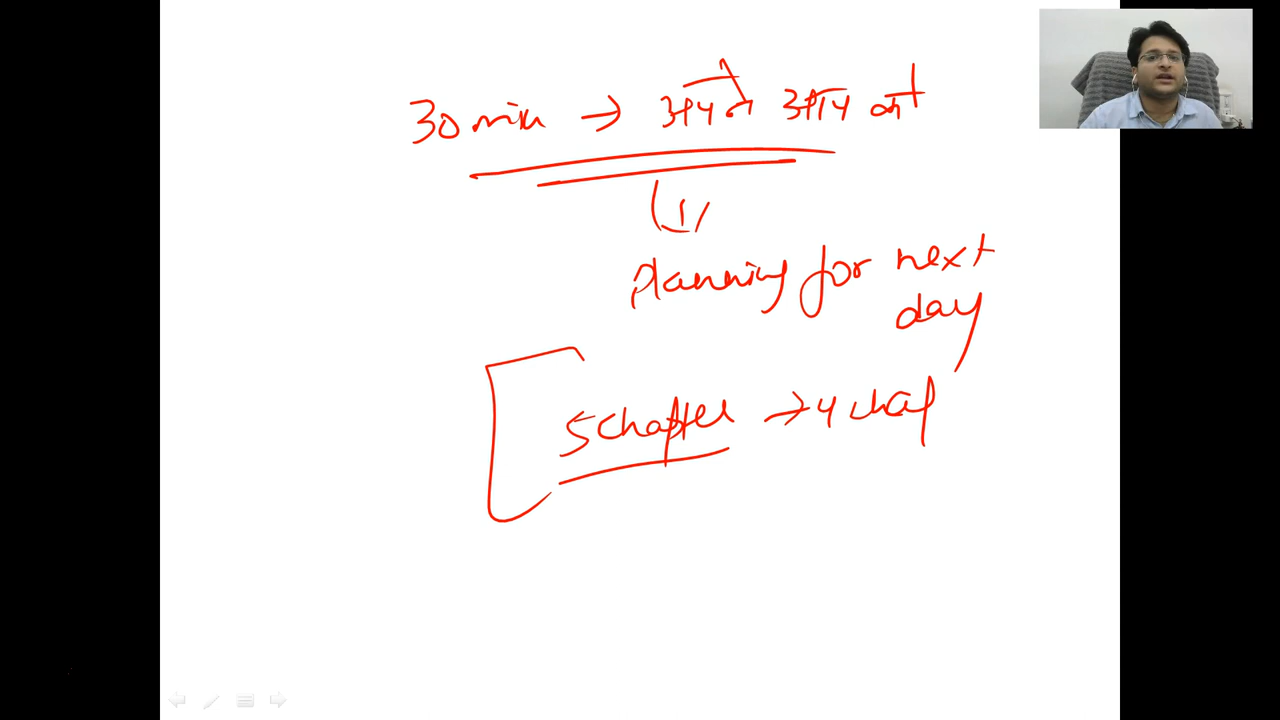 30 min → अपने आप को
(1)
planning for next
day
5 chapter → 4 chap